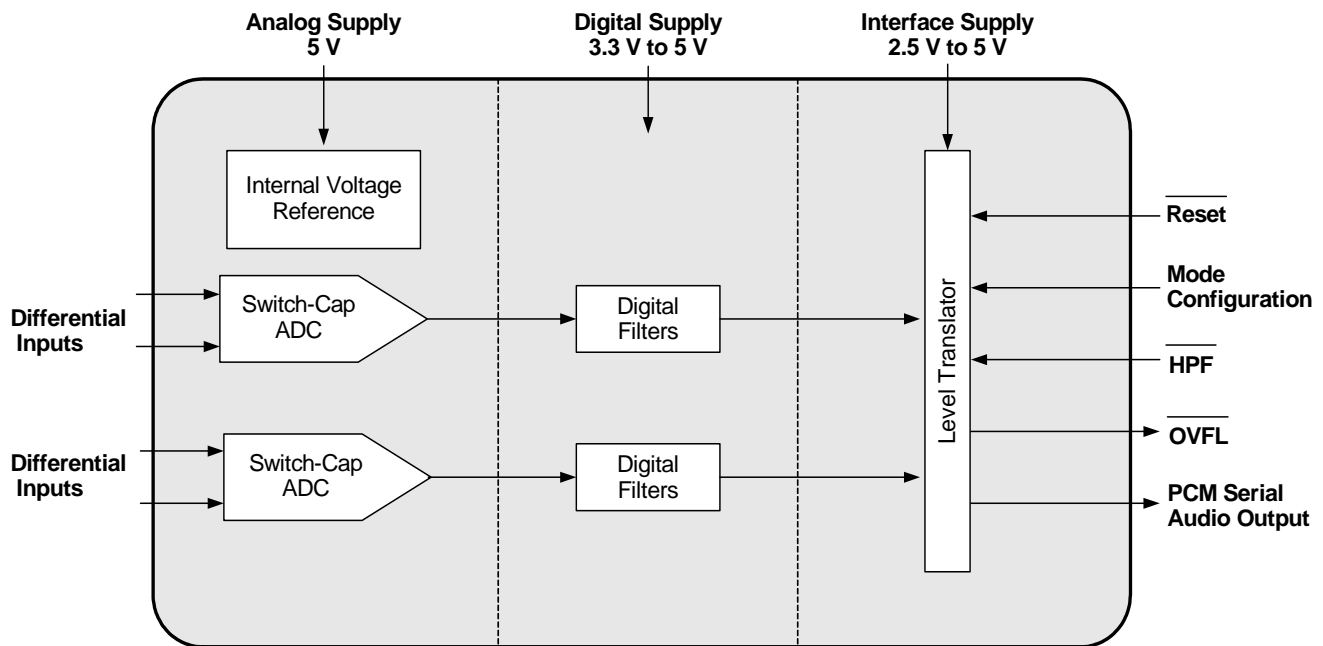 Analog Supply
5 V
Digital Supply
3.3 V to 5 V
Interface Supply
2.5 V to 5 V
Internal Voltage
Reference
Differential
Inputs
Switch-Cap
ADC
Digital
Filters
Differential
Inputs
Switch-Cap
ADC
Digital
Filters
Level Translator
Reset
Mode
Configuration
HPF
OVFL
PCM Serial
Audio Output